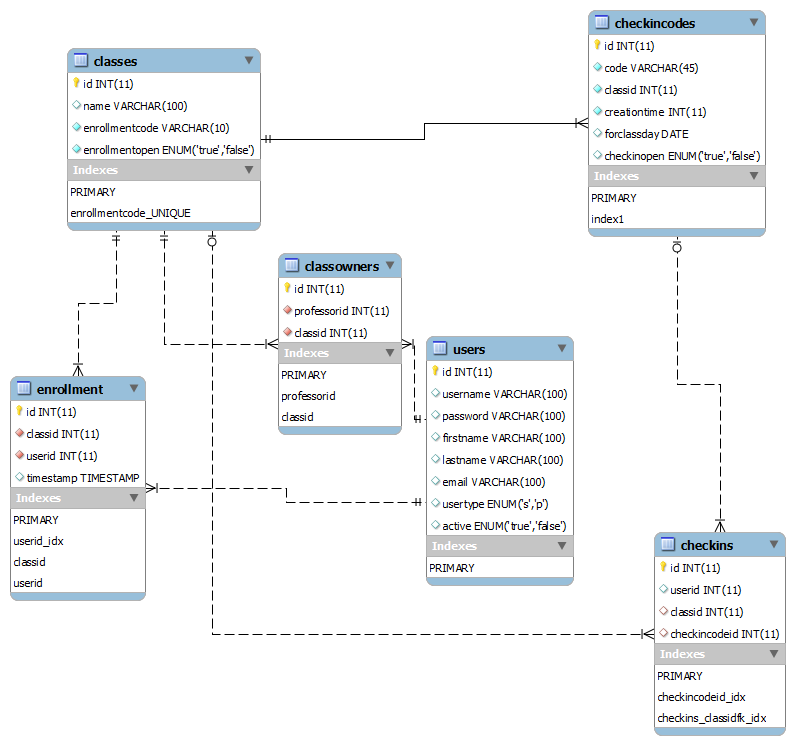 classes
id INT(11)
name VARCHAR(100)
enrollmentcode VARCHAR(10)
enrollmentopen ENUM('true','false')
Indexes
PRIMARY
enrollmentcode_UNIQUE
checkincodes
id INT(11)
code VARCHAR(45)
classid INT(11)
creationtime INT(11)
forclassday DATE
checkinopen ENUM('true','false')
Indexes
PRIMARY
index1
classowners
id INT(11)
professorid INT(11)
classid INT(11)
Indexes
PRIMARY
professorid
classid
users
id INT(11)
username VARCHAR(100)
password VARCHAR(100)
firstname VARCHAR(100)
lastname VARCHAR(100)
email VARCHAR(100)
usertype ENUM('s','p')
active ENUM('true','false')
Indexes
PRIMARY
enrollment
id INT(11)
classid INT(11)
userid INT(11)
timestamp TIMESTAMP
Indexes
PRIMARY
userid_idx
classid
userid
checkins
id INT(11)
userid INT(11)
classid INT(11)
checkincodeid INT(11)
Indexes
PRIMARY
checkincodeid_idx
checkins_classidfk_idx